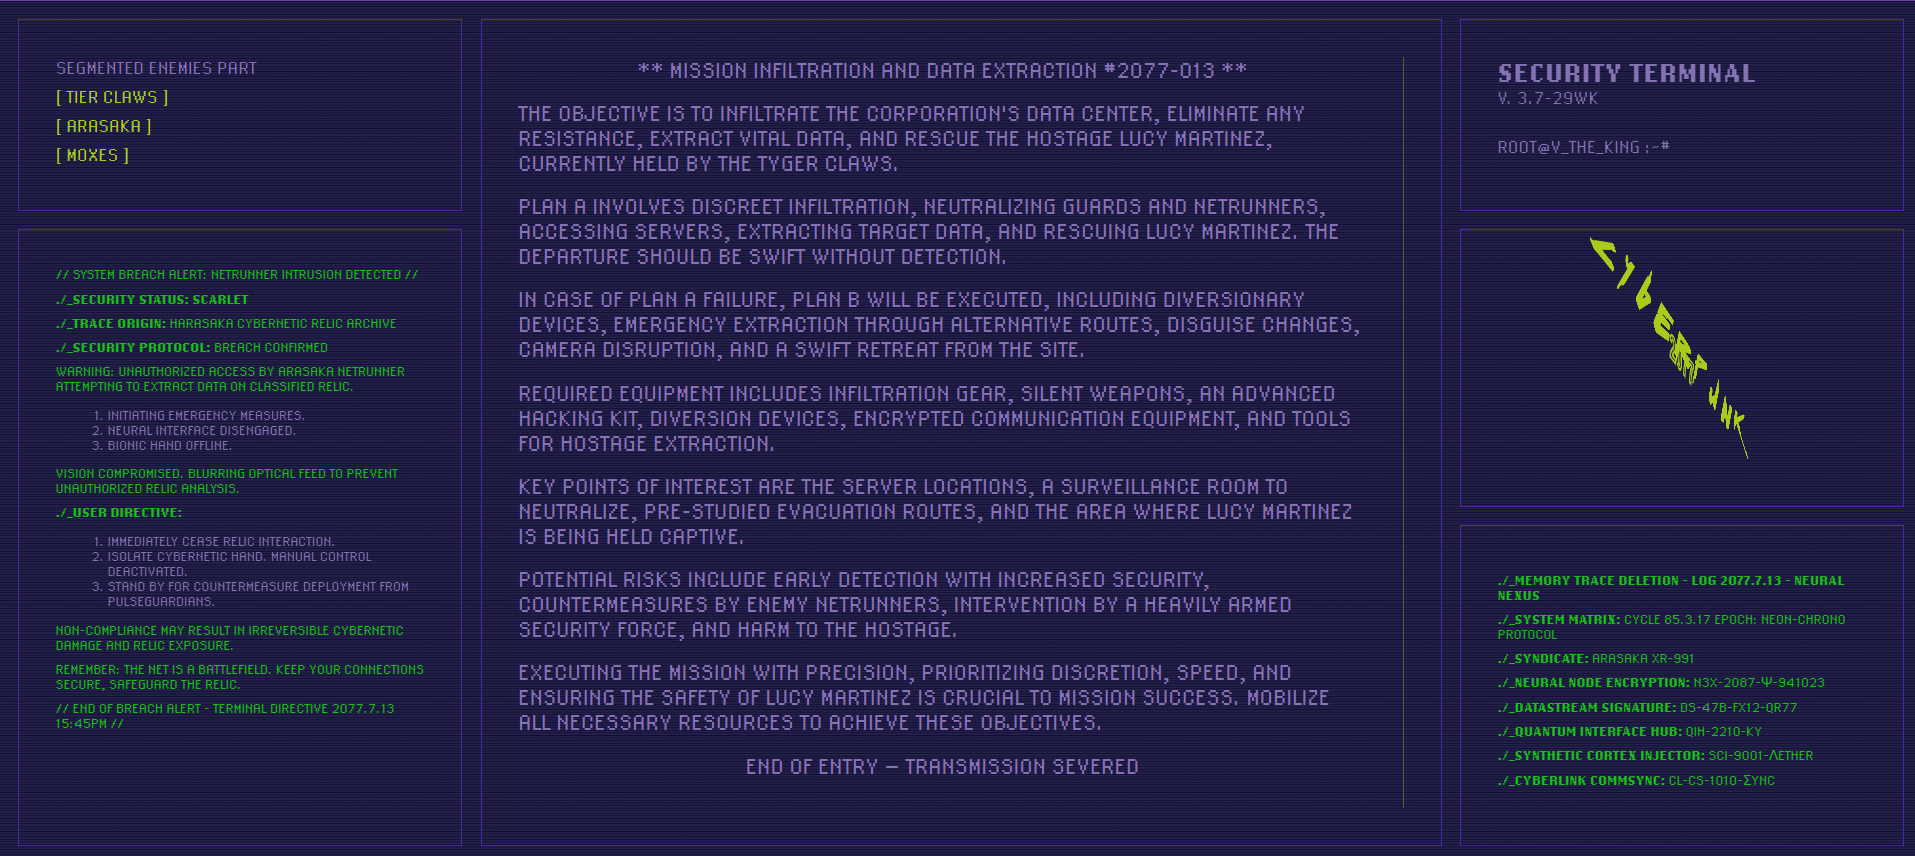 SEGMENTED ENEMIES PART
[ TIER CLAWS ]
[ ARASAKA ]
[ MOXES ]
// SYSTEM BREACH ALERT: NETRUNNER INTRUSION DETECTED //
./_SECURITY STATUS: SCARLET
./_TRACE ORIGIN: HARASAKA CYBERNETIC RELIC ARCHIVE
./_SECURITY PROTOCOL: BREACH CONFIRMED
WARNING: UNAUTHORIZED ACCESS BY ARASAKA NETRUNNER
ATTEMPTING TO EXTRACT DATA ON CLASSIFIED RELIC.
1. INITIATING EMERGENCY MEASURES.
2. NEURAL INTERFACE DISENGAGED.
3. BIONIC HAND OFFLINE.
VISION COMPROMISED. BLURRING OPTICAL FEED TO PREVENT
UNAUTHORIZED RELIC ANALYSIS.
./_USER DIRECTIVE:
1. IMMEDIATELY CEASE RELIC INTERACTION.
2. ISOLATE CYBERNETIC HAND. MANUAL CONTROL
DEACTIVATED.
3. STAND BY FOR COUNTERMEASURE DEPLOYMENT FROM
PULSEGUARDIANS.
NON-COMPLIANCE MAY RESULT IN IRREVERSIBLE CYBERNETIC
DAMAGE AND RELIC EXPOSURE.
REMEMBER: THE NET IS A BATTLEFIELD. KEEP YOUR CONNECTIONS
SECURE, SAFEGUARD THE RELIC.
// END OF BREACH ALERT - TERMINAL DIRECTIVE 2077.7.13
15:45PM //
** MISSION INFILTRATION AND DATA EXTRACTION #2077-013 **
THE OBJECTIVE IS TO INFILTRATE THE CORPORATION'S DATA CENTER, ELIMINATE ANY
RESISTANCE, EXTRACT VITAL DATA, AND RESCUE THE HOSTAGE LUCY MARTINEZ,
CURRENTLY HELD BY THE TYGER CLAWS.
PLAN A INVOLVES DISCREET INFILTRATION, NEUTRALIZING GUARDS AND NETRUNNERS,
ACCESSING SERVERS, EXTRACTING TARGET DATA, AND RESCUING LUCY MARTINEZ. THE
DEPARTURE SHOULD BE SWIFT WITHOUT DETECTION.
IN CASE OF PLAN A FAILURE, PLAN B WILL BE EXECUTED, INCLUDING DIVERSIONARY
DEVICES, EMERGENCY EXTRACTION THROUGH ALTERNATIVE ROUTES, DISGUISE CHANGES,
CAMERA DISRUPTION, AND A SWIFT RETREAT FROM THE SITE.
REQUIRED EQUIPMENT INCLUDES INFILTRATION GEAR, SILENT WEAPONS, AN ADVANCED
HACKING KIT, DIVERSION DEVICES, ENCRYPTED COMMUNICATION EQUIPMENT, AND TOOLS
FOR HOSTAGE EXTRACTION.
KEY POINTS OF INTEREST ARE THE SERVER LOCATIONS, A SURVEILLANCE ROOM TO
NEUTRALIZE, PRE-STUDIED EVACUATION ROUTES, AND THE AREA WHERE LUCY MARTINEZ
IS BEING HELD CAPTIVE.
POTENTIAL RISKS INCLUDE EARLY DETECTION WITH INCREASED SECURITY,
COUNTERMEASURES BY ENEMY NETRUNNERS, INTERVENTION BY A HEAVILY ARMED
SECURITY FORCE, AND HARM TO THE HOSTAGE.
EXECUTING THE MISSION WITH PRECISION, PRIORITIZING DISCRETION, SPEED, AND
ENSURING THE SAFETY OF LUCY MARTINEZ IS CRUCIAL TO MISSION SUCCESS. MOBILIZE
ALL NECESSARY RESOURCES TO ACHIEVE THESE OBJECTIVES.
END OF ENTRY – TRANSMISSION SEVERED
SECURITY TERMINAL
V. 3.7-29WK
ROOT@V_THE_KING :~#
CYBERPUNK
./_MEMORY TRACE DELETION - LOG 2077.7.13 - NEURAL
NEXUS
./_SYSTEM MATRIX: CYCLE 85.3.17 EPOCH: NEON-CHRONO
PROTOCOL
./_SYNDICATE: ARASAKA XR-991
./_NEURAL NODE ENCRYPTION: N3X-2087-Ψ-941023
./_DATASTREAM SIGNATURE: DS-47B-FX12-QR77
./_QUANTUM INTERFACE HUB: QIH-2210-KY
./_SYNTHETIC CORTEX INJECTOR: SCI-9001-ΛETHER
./_CYBERLINK COMMSYNC: CL-CS-1010-ΣYNC